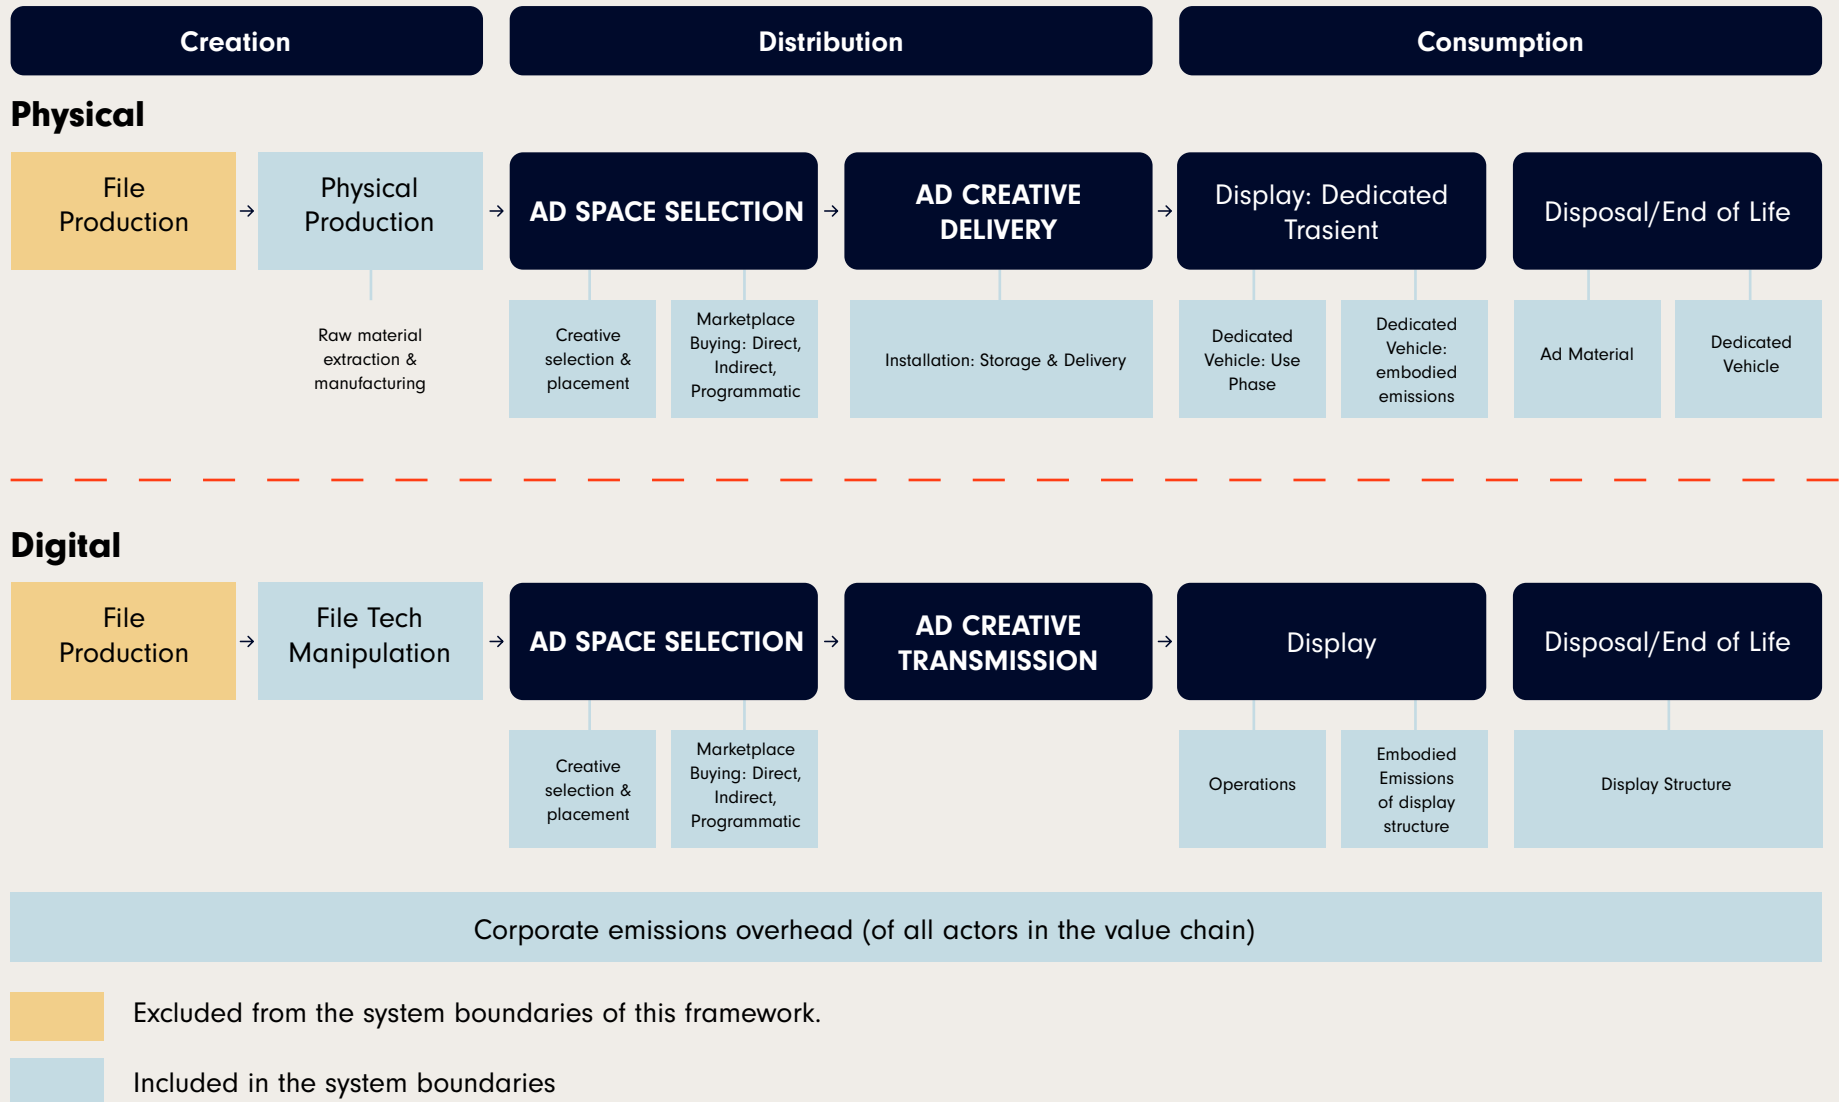 Creation
Distribution
Consumption
Physical
File
Production
Physical
Production
AD SPACE SELECTION
AD CREATIVE
DELIVERY
Display: Dedicated
Trasient
Disposal/End of Life
Raw material
extraction &
manufacturing
Creative
selection &
placement
Marketplace
Buying: Direct,
Indirect,
Programmatic
Installation: Storage & Delivery
Dedicated
Vehicle: Use
Phase
Dedicated
Vehicle:
embodied
emissions
Ad Material
Dedicated
Vehicle
Digital
File
Production
File Tech
Manipulation
AD SPACE SELECTION
AD CREATIVE
TRANSMISSION
Display
Disposal/End of Life
Creative
selection &
placement
Marketplace
Buying: Direct,
Indirect,
Programmatic
Operations
Embodied
Emissions
of display
structure
Display Structure
Corporate emissions overhead (of all actors in the value chain)
Excluded from the system boundaries of this framework.
Included in the system boundaries